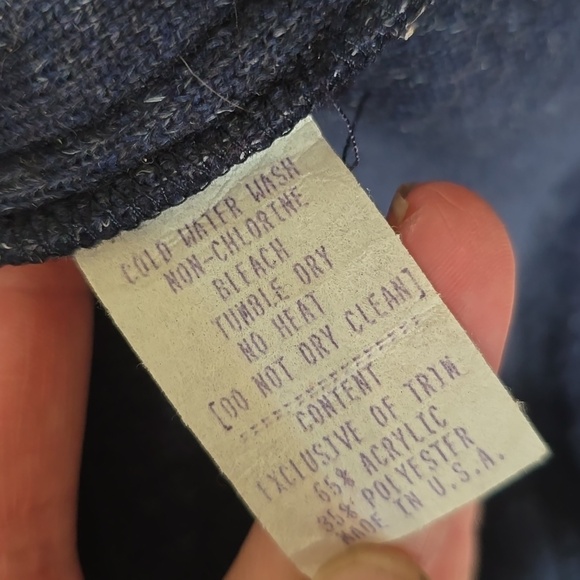 COLD WATER WASH
NON-CHLORINE
BLEACH
TUMBLE DRY
NO HEAT
[DO NOT DRY CLEAN]
CONTENT
EXCLUSIVE OF TRIM
65% ACRYLIC
35% POLYESTER
MADE IN U.S.A.